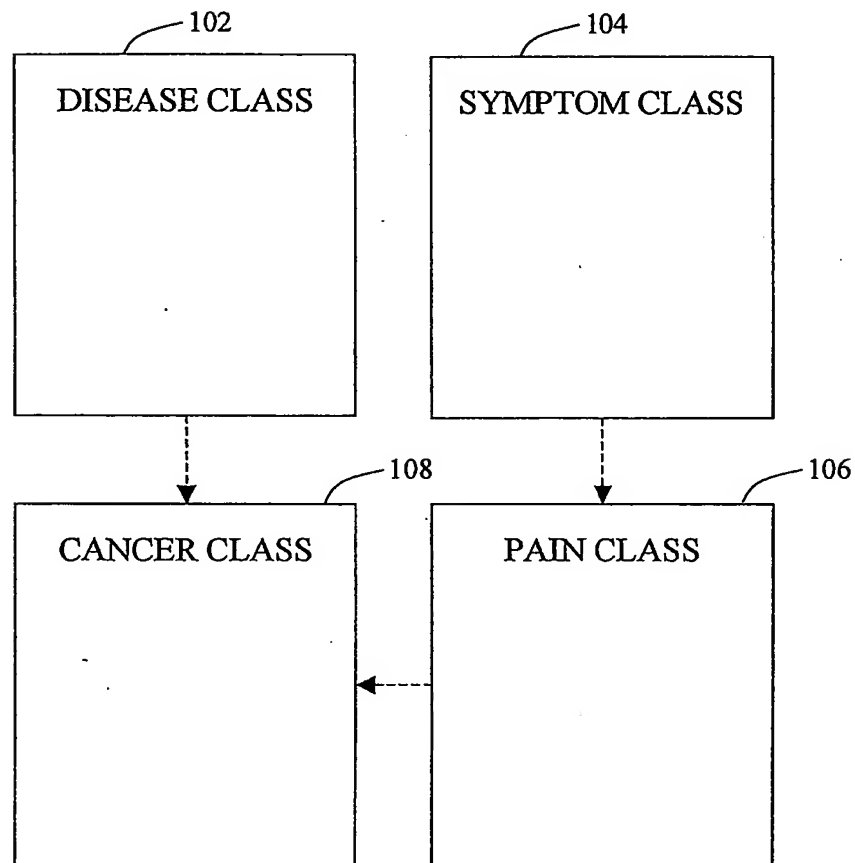 102
104
DISEASE CLASS
SYMPTOM CLASS
108
106
CANCER CLASS
PAIN CLASS